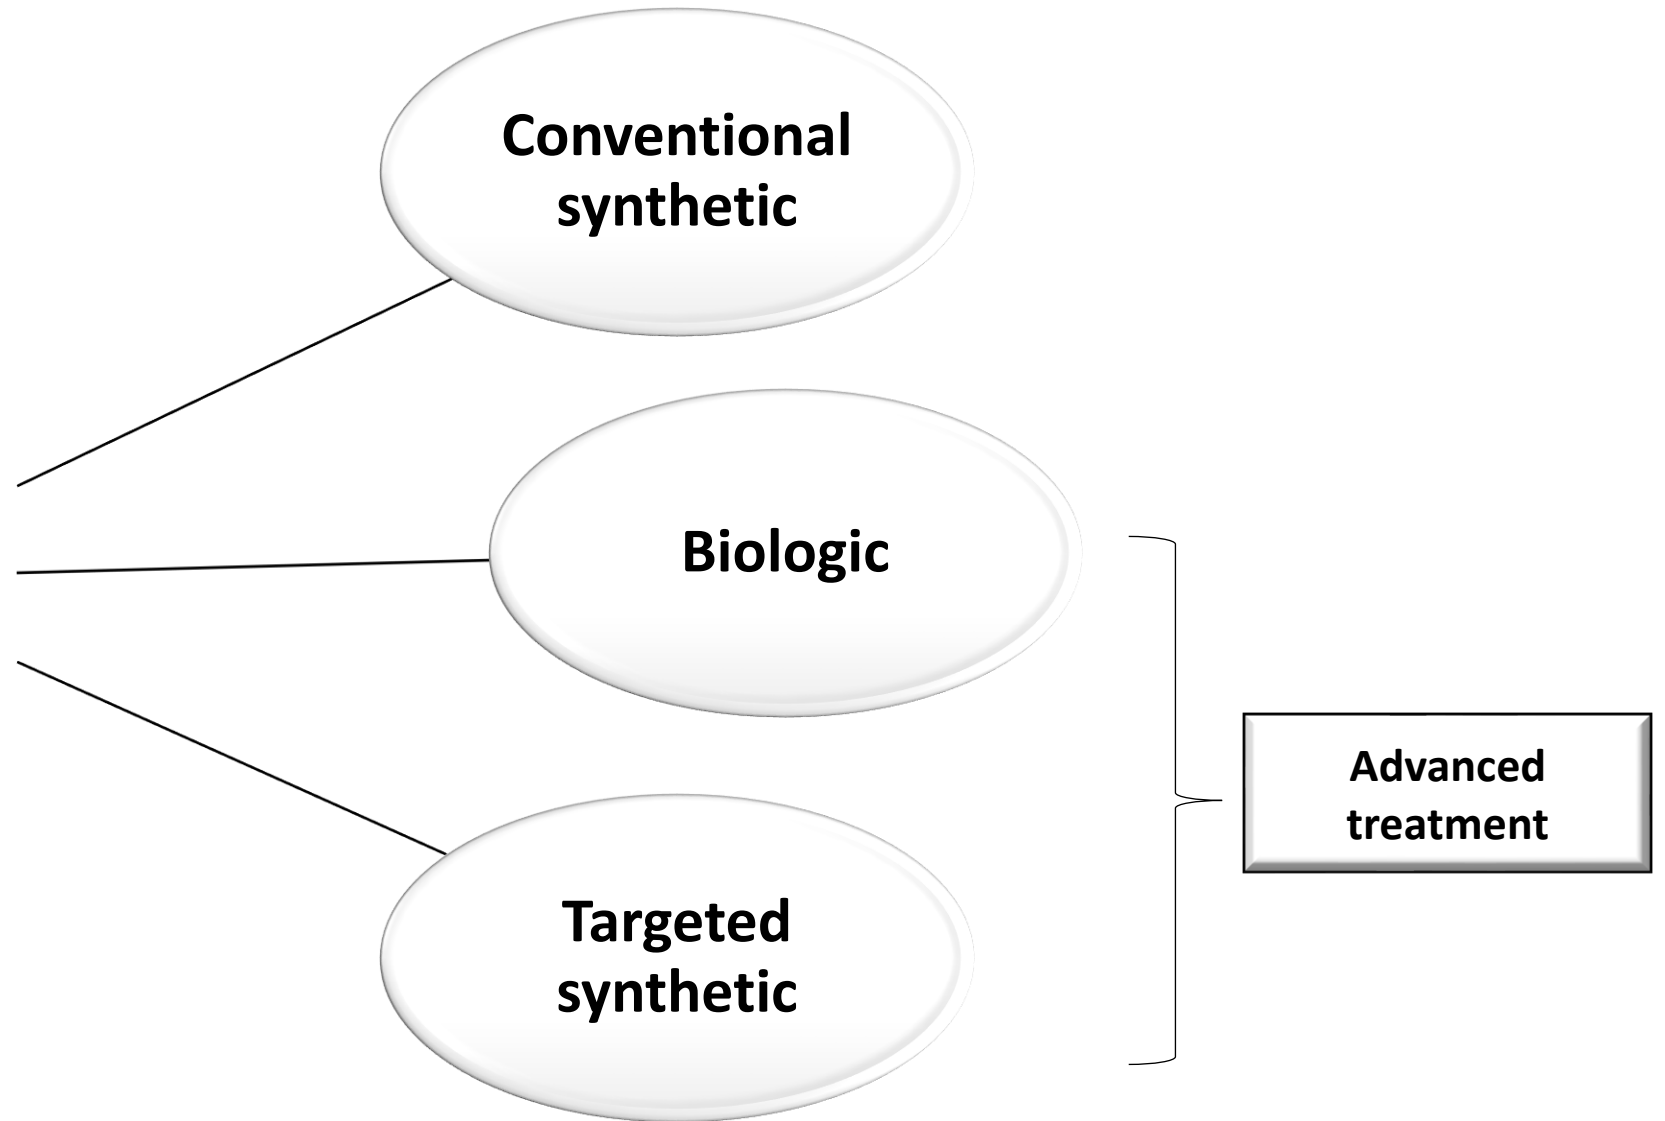 Conventional
synthetic
Biologic
Advanced
treatment
Targeted
synthetic